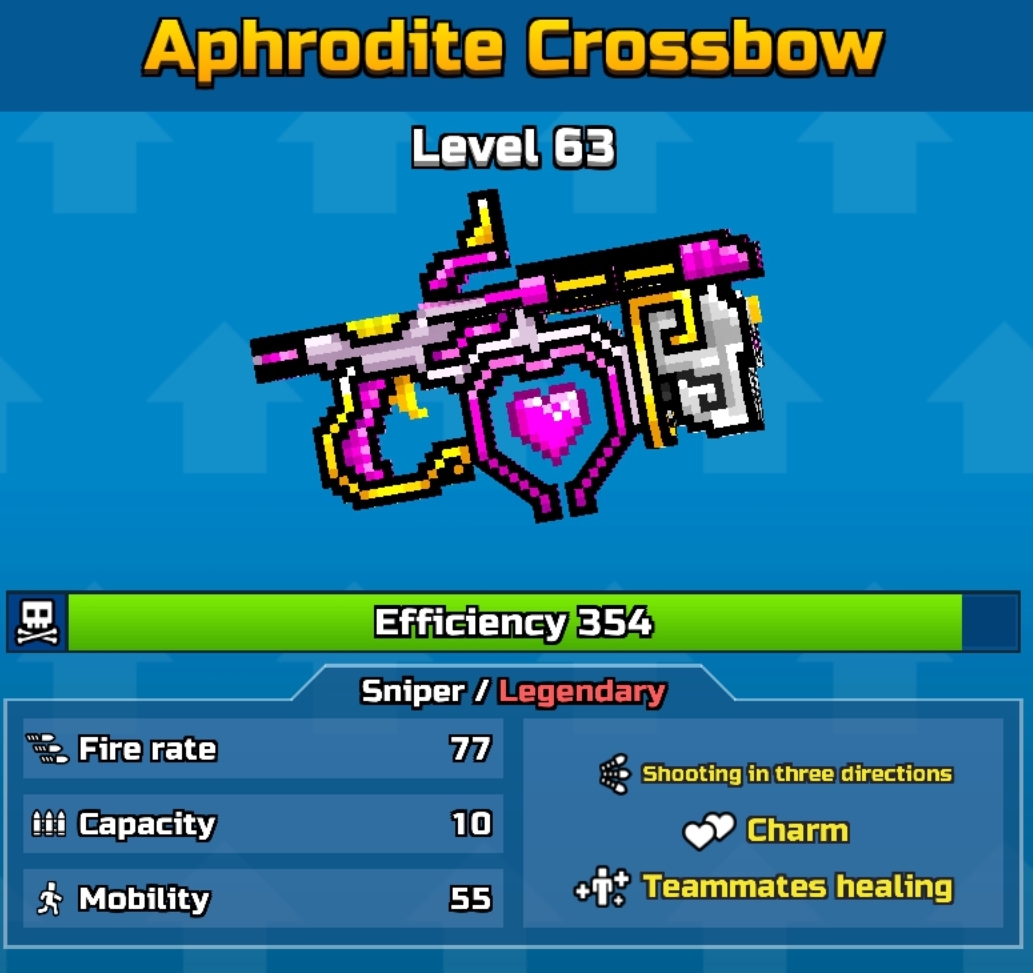 Aphrodite Crossbow
Level 63
Efficiency 354
Sniper / Legendary
Fire rate 77
Capacity 10
Mobility 55
Shooting in three directions
Charm
Teammates healing